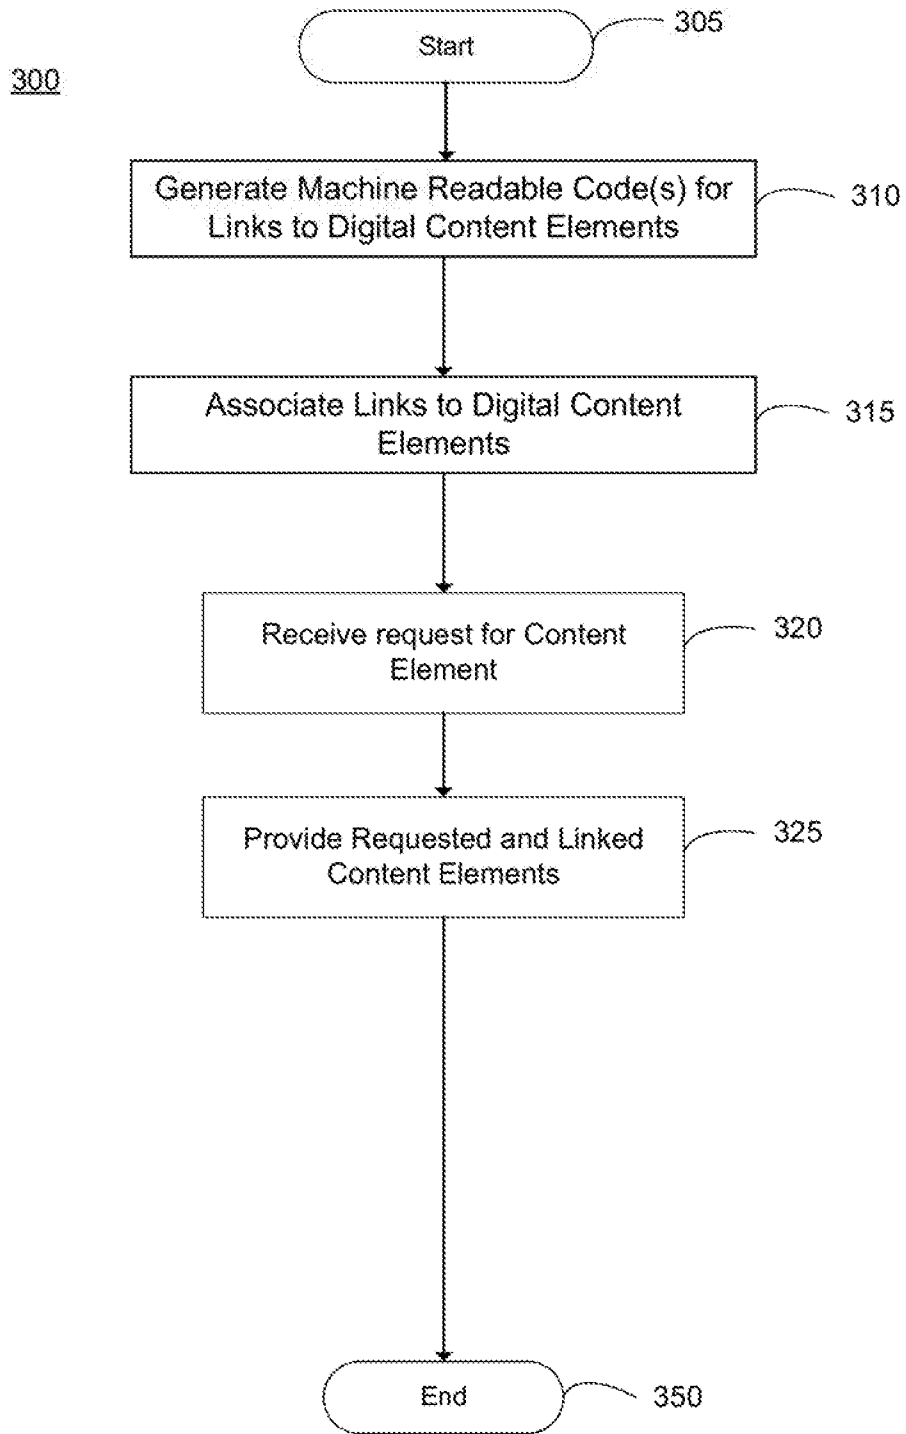 305
Start
300
Generate Machine Readable Code(s) for
Links to Digital Content Elements
310
Associate Links to Digital Content
Elements
315
Receive request for Content
Element
320
Provide Requested and Linked
Content Elements
325
End
350